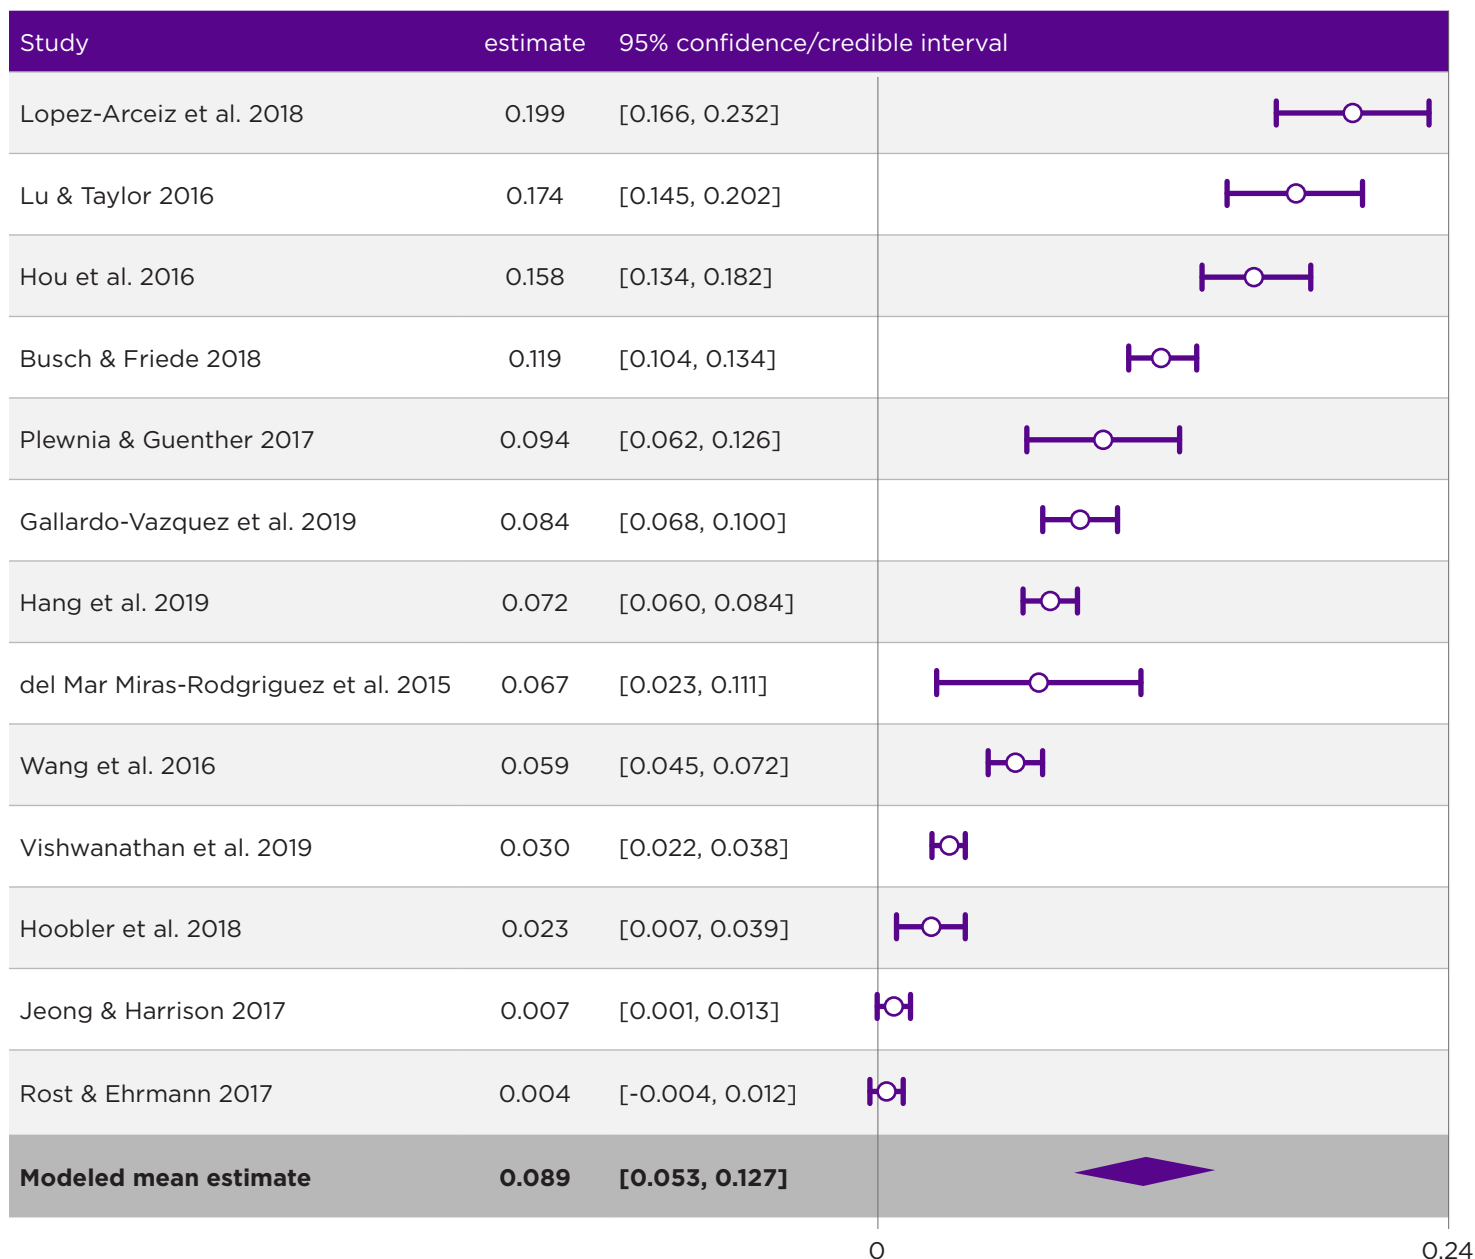 Study estimate 95% confidence/credible interval
Lopez-Arceiz et al. 2018 0.199 [0.166, 0.232]
Lu & Taylor 2016 0.174 [0.145, 0.202]
Hou et al. 2016 0.158 [0.134, 0.182]
Busch & Friede 2018 0.119 [0.104, 0.134]
Plewnia & Guenther 2017 0.094 [0.062, 0.126]
Gallardo-Vazquez et al. 2019 0.084 [0.068, 0.100]
Hang et al. 2019 0.072 [0.060, 0.084]
del Mar Miras-Rodgriguez et al. 2015 0.067 [0.023, 0.111]
Wang et al. 2016 0.059 [0.045, 0.072]
Vishwanathan et al. 2019 0.030 [0.022, 0.038]
Hoobler et al. 2018 0.023 [0.007, 0.039]
Jeong & Harrison 2017 0.007 [0.001, 0.013]
Rost & Ehrmann 2017 0.004 [-0.004, 0.012]
Modeled mean estimate 0.089 [0.053, 0.127]
0 0.24